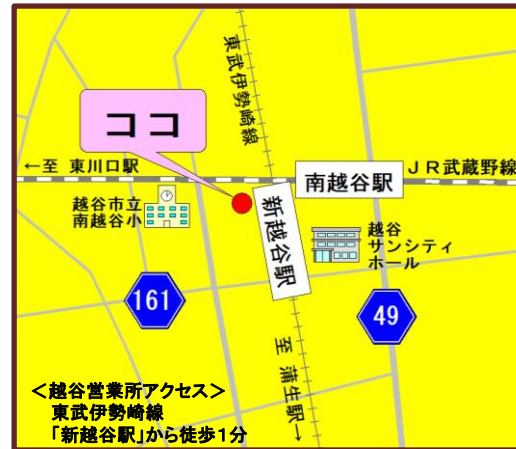 東武伊勢崎線
ココ
←至 東川口駅
ＪＲ武蔵野線
南越谷駅
越谷市立
南越谷小
新越谷駅
越谷
サンシティ
ホール
161
49
至 蒲生駅→
＜越谷営業所アクセス＞
東武伊勢崎線
「新越谷駅」から徒歩１分